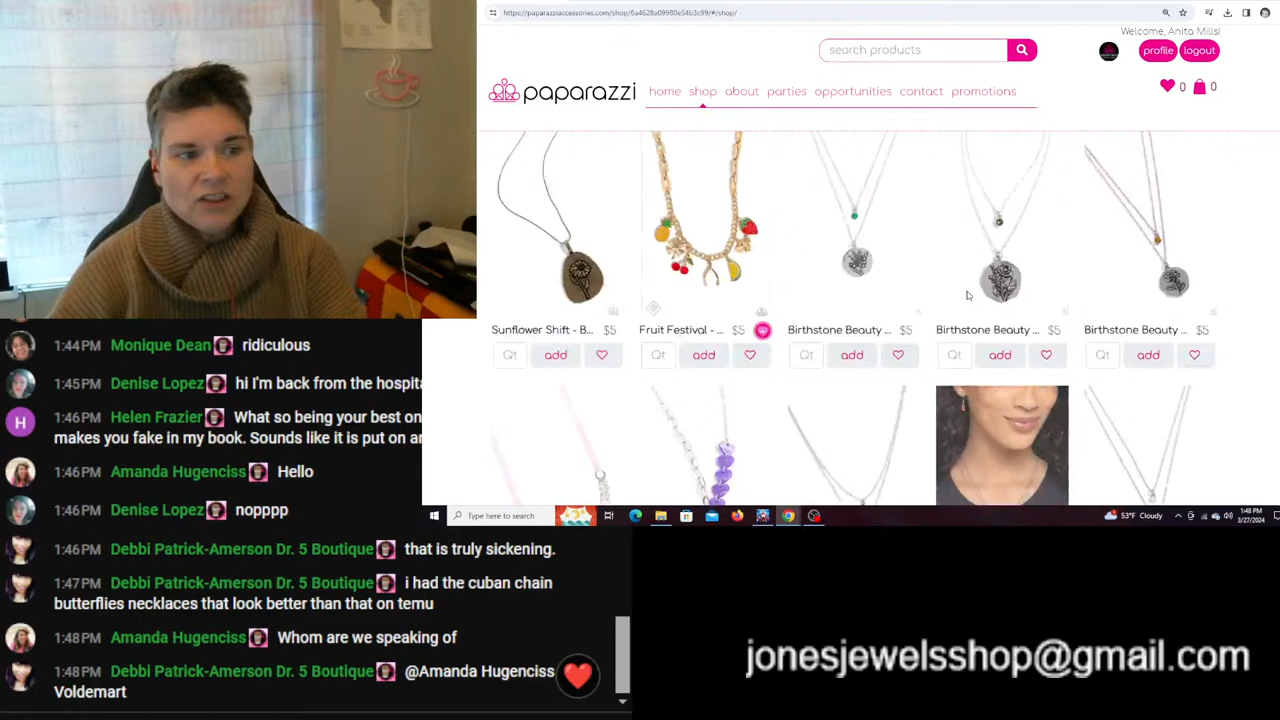 https://paparazziaccessories.com/shop/6a4628a09980e54b3c99/#/shop/
Welcome, Anita Mills!
search products
profile
logout
paparazzi
home shop about parties opportunities contact promotions
0 0
Sunflower Shift - B... $5
Fruit Festival - ... $5
Birthstone Beauty ... $5
Birthstone Beauty ... $5
Birthstone Beauty ... $5
Qt add
Qt add
Qt add
Qt add
Qt add
Type here to search
53°F Cloudy
1:48 PM
3/27/2024
1:44 PM Monique Dean ridiculous
1:45 PM Denise Lopez hi I'm back from the hospita
1:46 PM Helen Frazier What so being your best on
makes you fake in my book. Sounds like it is put on ar
1:46 PM Amanda Hugenciss Hello
1:46 PM Denise Lopez nopppp
1:46 PM Debbi Patrick-Amerson Dr. 5 Boutique that is truly sickening.
1:47 PM Debbi Patrick-Amerson Dr. 5 Boutique i had the cuban chain
butterflies necklaces that look better than that on temu
1:48 PM Amanda Hugenciss Whom are we speaking of
1:48 PM Debbi Patrick-Amerson Dr. 5 Boutique @Amanda Hugenciss
Voldemart
jonesjewelsshop@gmail.com